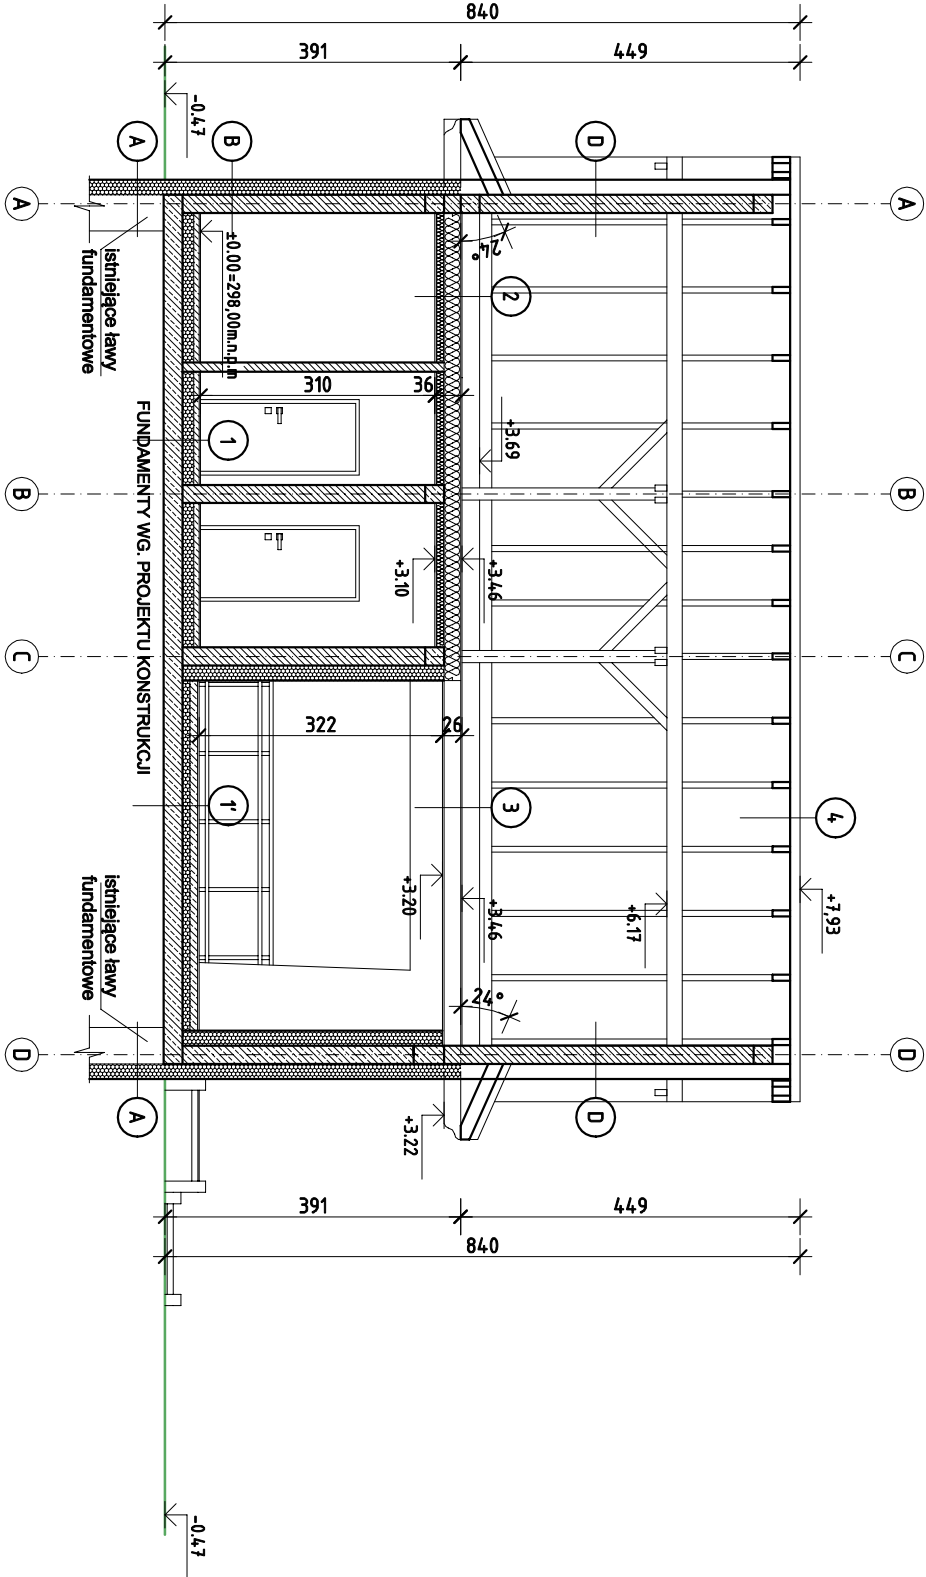 840
391
449
-0.47
A
B
D
A
A
istniejące ławy
fundamentowe
±0.00=298,00m.n.p.m
24°
2
310
36
+3.69
1
FUNDAMENTY WG. PROJEKTU KONSTRUKCJI
B
B
+3.10
+3.46
C
C
322
26
1'
3
4
+3.20
+3.46
+6.17
+7,93
istniejące ławy
fundamentowe
24°
D
D
A
D
+3.22
391
449
840
-0.47